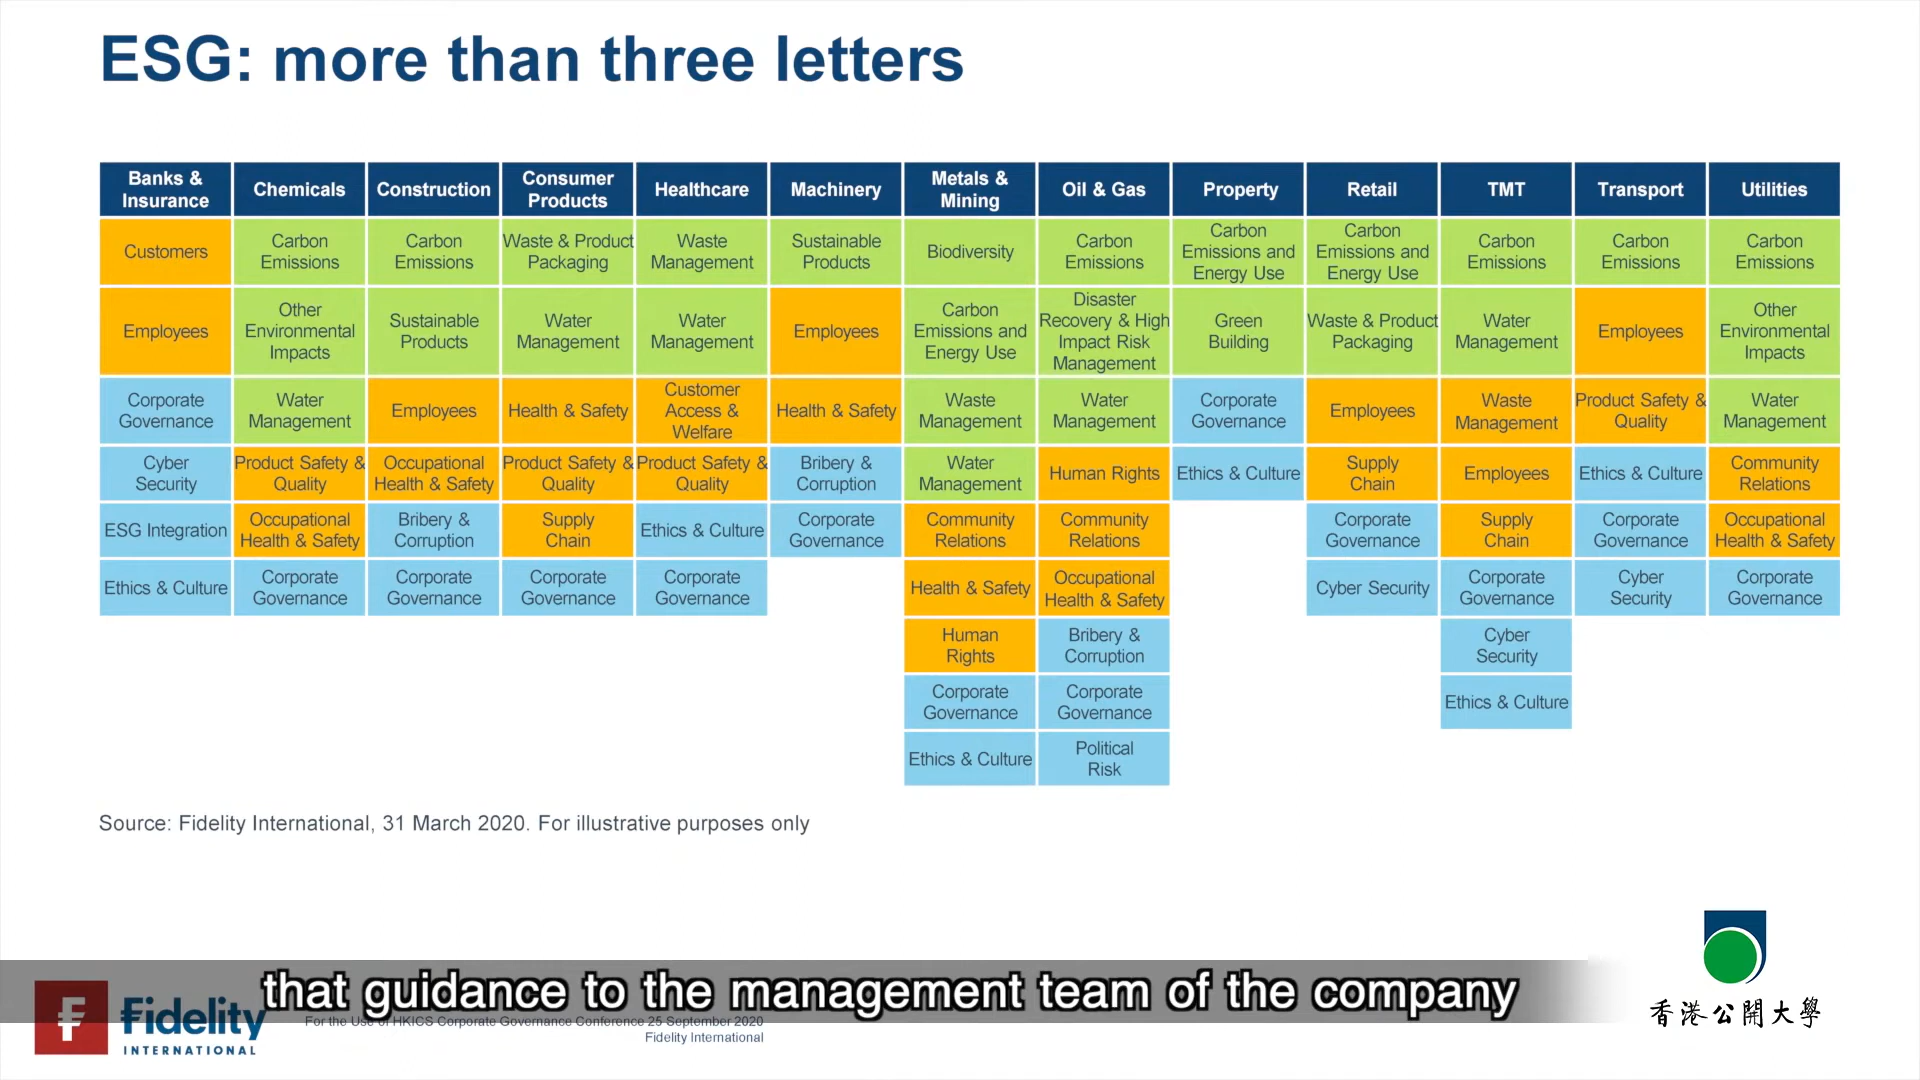 ESG: more than three letters
Banks &
Insurance
Chemicals
Construction
Consumer
Products
Healthcare
Machinery
Metals &
Mining
Oil & Gas
Property
Retail
TMT
Transport
Utilities
Customers
Carbon
Emissions
Carbon
Emissions
Waste & Product
Packaging
Waste
Management
Sustainable
Products
Biodiversity
Carbon
Emissions
Carbon
Emissions and
Energy Use
Carbon
Emissions and
Energy Use
Carbon
Emissions
Carbon
Emissions
Carbon
Emissions
Employees
Other
Environmental
Impacts
Sustainable
Products
Water
Management
Water
Management
Employees
Carbon
Emissions and
Energy Use
Disaster
Recovery & High
Impact Risk
Management
Green
Building
Waste & Product
Packaging
Water
Management
Employees
Other
Environmental
Impacts
Corporate
Governance
Water
Management
Employees
Health & Safety
Customer
Access &
Welfare
Health & Safety
Waste
Management
Water
Management
Corporate
Governance
Employees
Waste
Management
Product Safety &
Quality
Water
Management
Cyber
Security
Product Safety &
Quality
Occupational
Health & Safety
Product Safety &
Quality
Product Safety &
Quality
Bribery &
Corruption
Water
Management
Human Rights
Ethics & Culture
Supply
Chain
Employees
Ethics & Culture
Community
Relations
ESG Integration
Occupational
Health & Safety
Bribery &
Corruption
Supply
Chain
Ethics & Culture
Corporate
Governance
Community
Relations
Community
Relations
Corporate
Governance
Supply
Chain
Corporate
Governance
Occupational
Health & Safety
Ethics & Culture
Corporate
Governance
Corporate
Governance
Corporate
Governance
Corporate
Governance
Health & Safety
Occupational
Health & Safety
Cyber Security
Corporate
Governance
Cyber
Security
Corporate
Governance
Human
Rights
Bribery &
Corruption
Cyber
Security
Corporate
Governance
Corporate
Governance
Ethics & Culture
Ethics & Culture
Political
Risk
Source: Fidelity International, 31 March 2020. For illustrative purposes only
that guidance to the management team of the company
Fidelity
INTERNATIONAL
For the Use of HKICS Corporate Governance Conference 25 September 2020
Fidelity International
香港公開大學